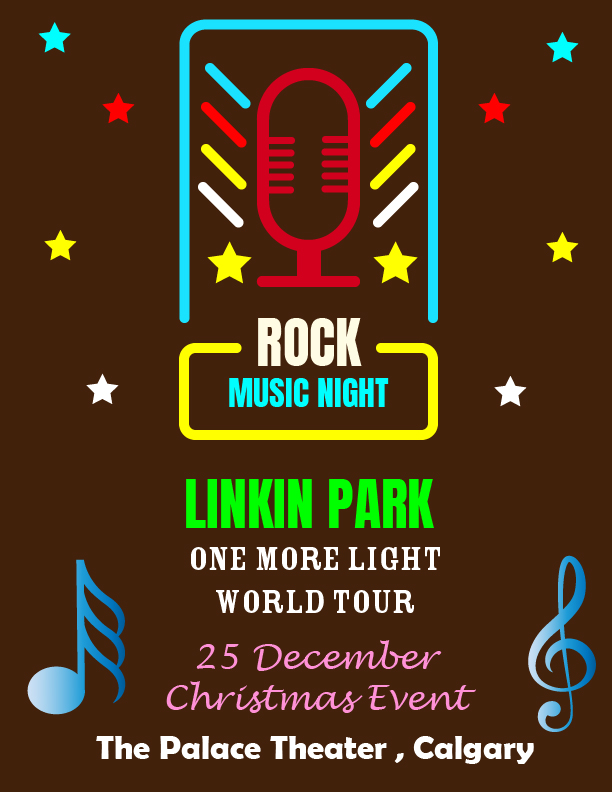 ROCK
MUSIC NIGHT
LINKIN PARK
ONE MORE LIGHT
WORLD TOUR
25 December
Christmas Event
The Palace Theater , Calgary